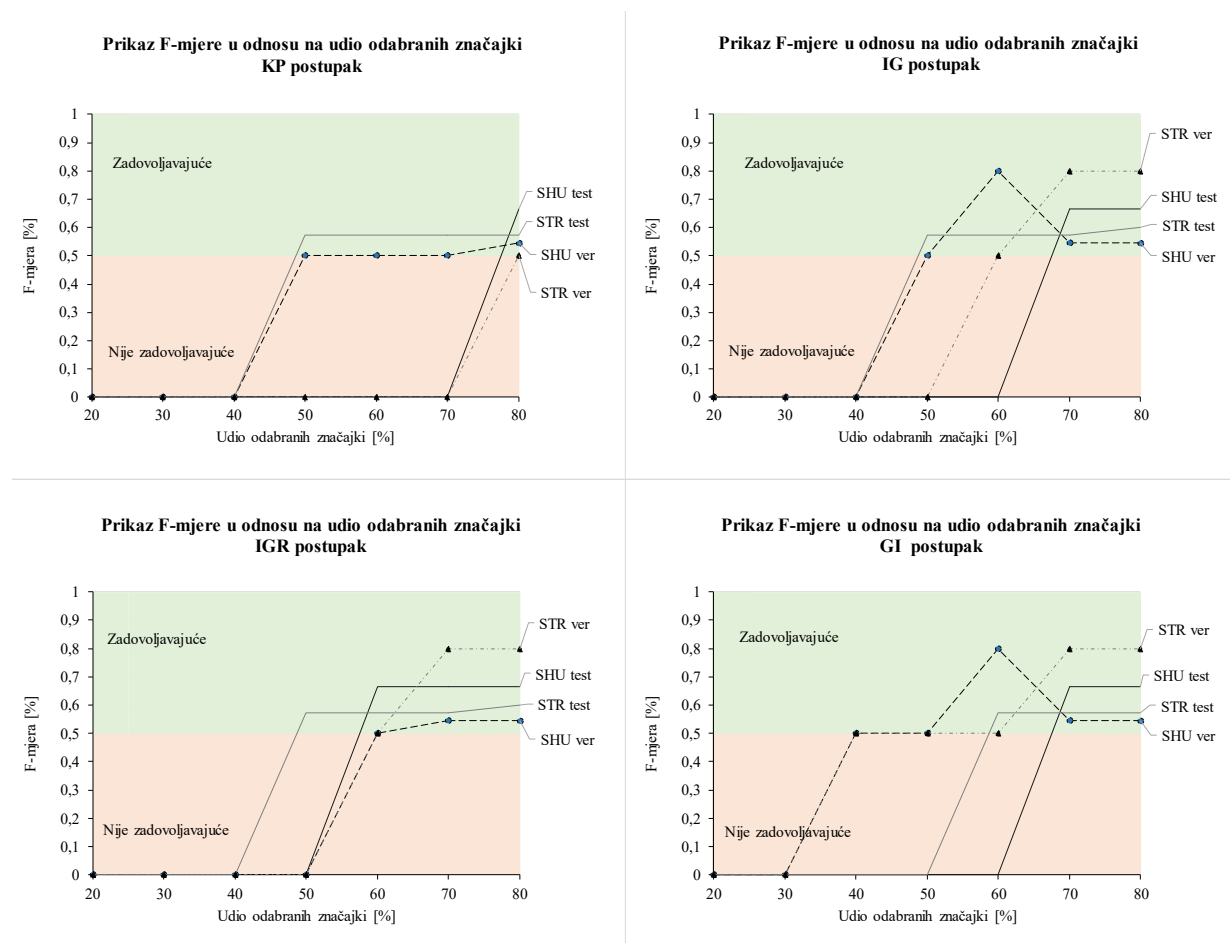 Prikaz F-mjere u odnosu na udio odabranih značajki
KP postupak
1
0,9
0,8
0,7
0,6
0,5
0,4
0,3
0,2
0,1
0
F-mjera [%]
Zadovoljavajuće
Nije zadovoljavajuće
SHU test
STR test
SHU ver
STR ver
20 30 40 50 60 70 80
Udio odabranih značajki [%]
Prikaz F-mjere u odnosu na udio odabranih značajki
IG postupak
1
0,9
0,8
0,7
0,6
0,5
0,4
0,3
0,2
0,1
0
F-mjera [%]
Zadovoljavajuće
Nije zadovoljavajuće
STR ver
SHU test
STR test
SHU ver
20 30 40 50 60 70 80
Udio odabranih značajki [%]
Prikaz F-mjere u odnosu na udio odabranih značajki
IGR postupak
1
0,9
0,8
0,7
0,6
0,5
0,4
0,3
0,2
0,1
0
F-mjera [%]
Zadovoljavajuće
Nije zadovoljavajuće
STR ver
SHU test
STR test
SHU ver
20 30 40 50 60 70 80
Udio odabranih značajki [%]
Prikaz F-mjere u odnosu na udio odabranih značajki
GI postupak
1
0,9
0,8
0,7
0,6
0,5
0,4
0,3
0,2
0,1
0
F-mjera [%]
Zadovoljavajuće
Nije zadovoljavajuće
STR ver
SHU test
STR test
SHU ver
20 30 40 50 60 70 80
Udio odabranih značajki [%]